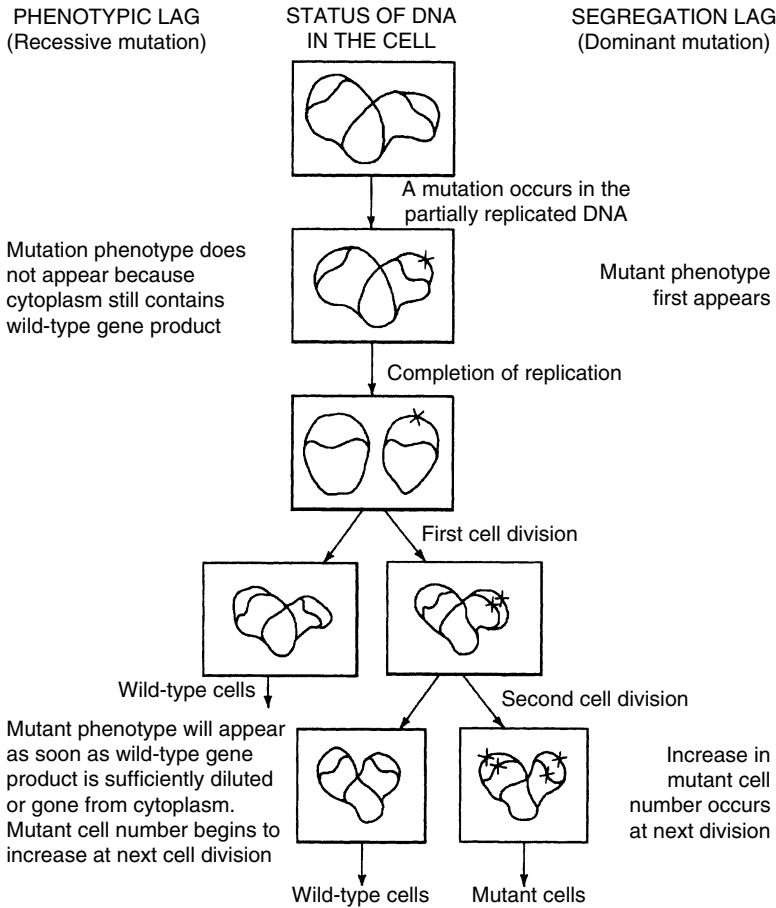 PHENOTYPIC LAG
(Recessive mutation)
STATUS OF DNA
IN THE CELL
SEGREGATION LAG
(Dominant mutation)
A mutation occurs in the
partially replicated DNA
Mutation phenotype does
not appear because
cytoplasm still contains
wild-type gene product
Mutant phenotype
first appears
Completion of replication
First cell division
Wild-type cells
Second cell division
Mutant phenotype will appear
as soon as wild-type gene
product is sufficiently diluted
or gone from cytoplasm.
Mutant cell number begins to
increase at next cell division
Increase in
mutant cell
number occurs
at next division
Wild-type cells
Mutant cells